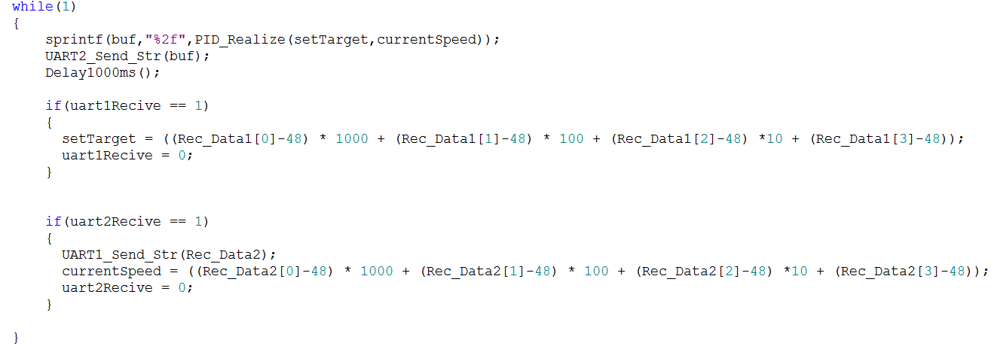 while(1)
{
sprintf(buf,"%2f",PID_Realize(setTarget,currentSpeed));
UART2_Send_Str(buf);
Delay1000ms();
if(uart1Recive == 1)
{
setTarget = ((Rec_Data1[0]-48) * 1000 + (Rec_Data1[1]-48) * 100 + (Rec_Data1[2]-48) *10 + (Rec_Data1[3]-48));
uart1Recive = 0;
}
if(uart2Recive == 1)
{
UART1_Send_Str(Rec_Data2);
currentSpeed = ((Rec_Data2[0]-48) * 1000 + (Rec_Data2[1]-48) * 100 + (Rec_Data2[2]-48) *10 + (Rec_Data2[3]-48));
uart2Recive = 0;
}
}